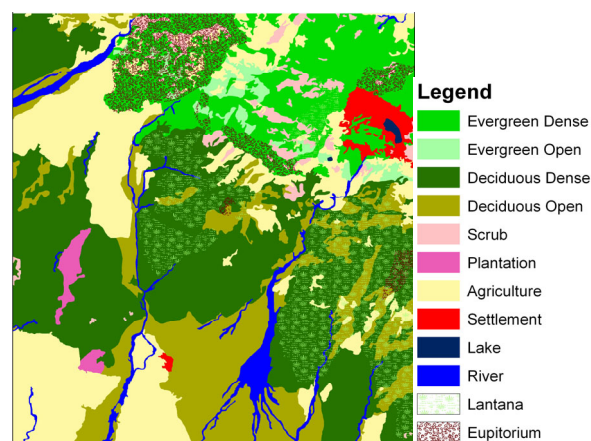 Legend
Evergreen Dense
Evergreen Open
Deciduous Dense
Deciduous Open
Scrub
Plantation
Agriculture
Settlement
Lake
River
Lantana
Eupitorium